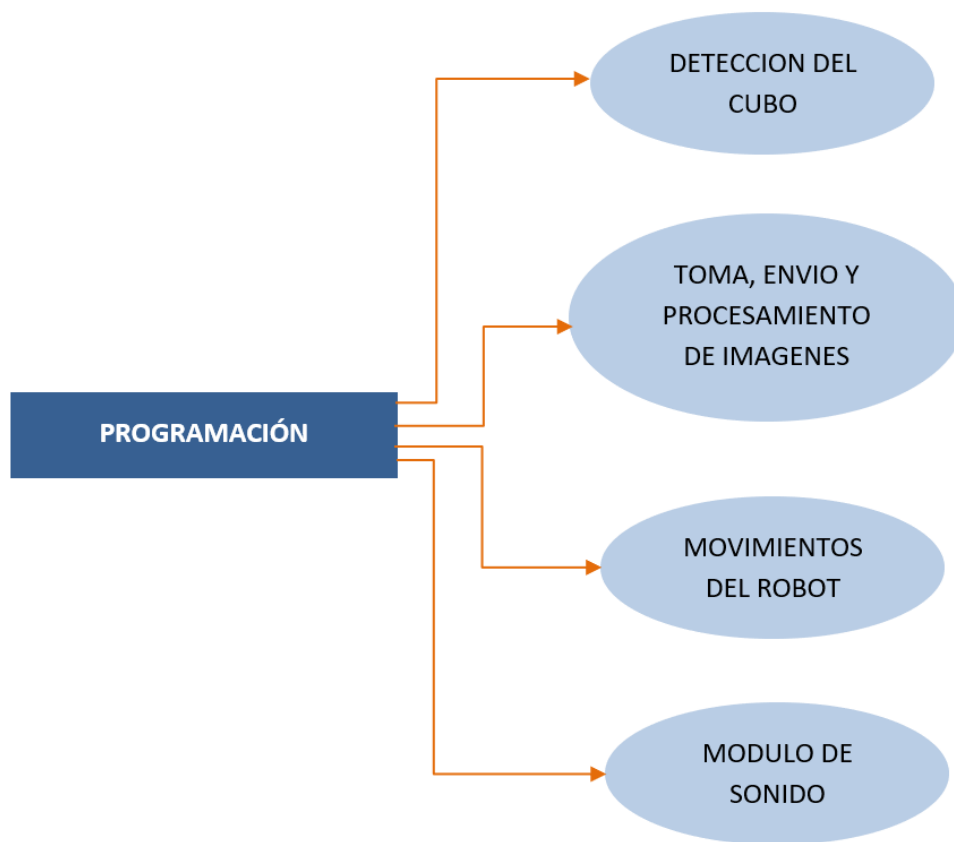 DETECCION DEL
CUBO
TOMA, ENVIO Y
PROCESAMIENTO
DE IMAGENES
PROGRAMACIÓN
MOVIMIENTOS
DEL ROBOT
MODULO DE
SONIDO